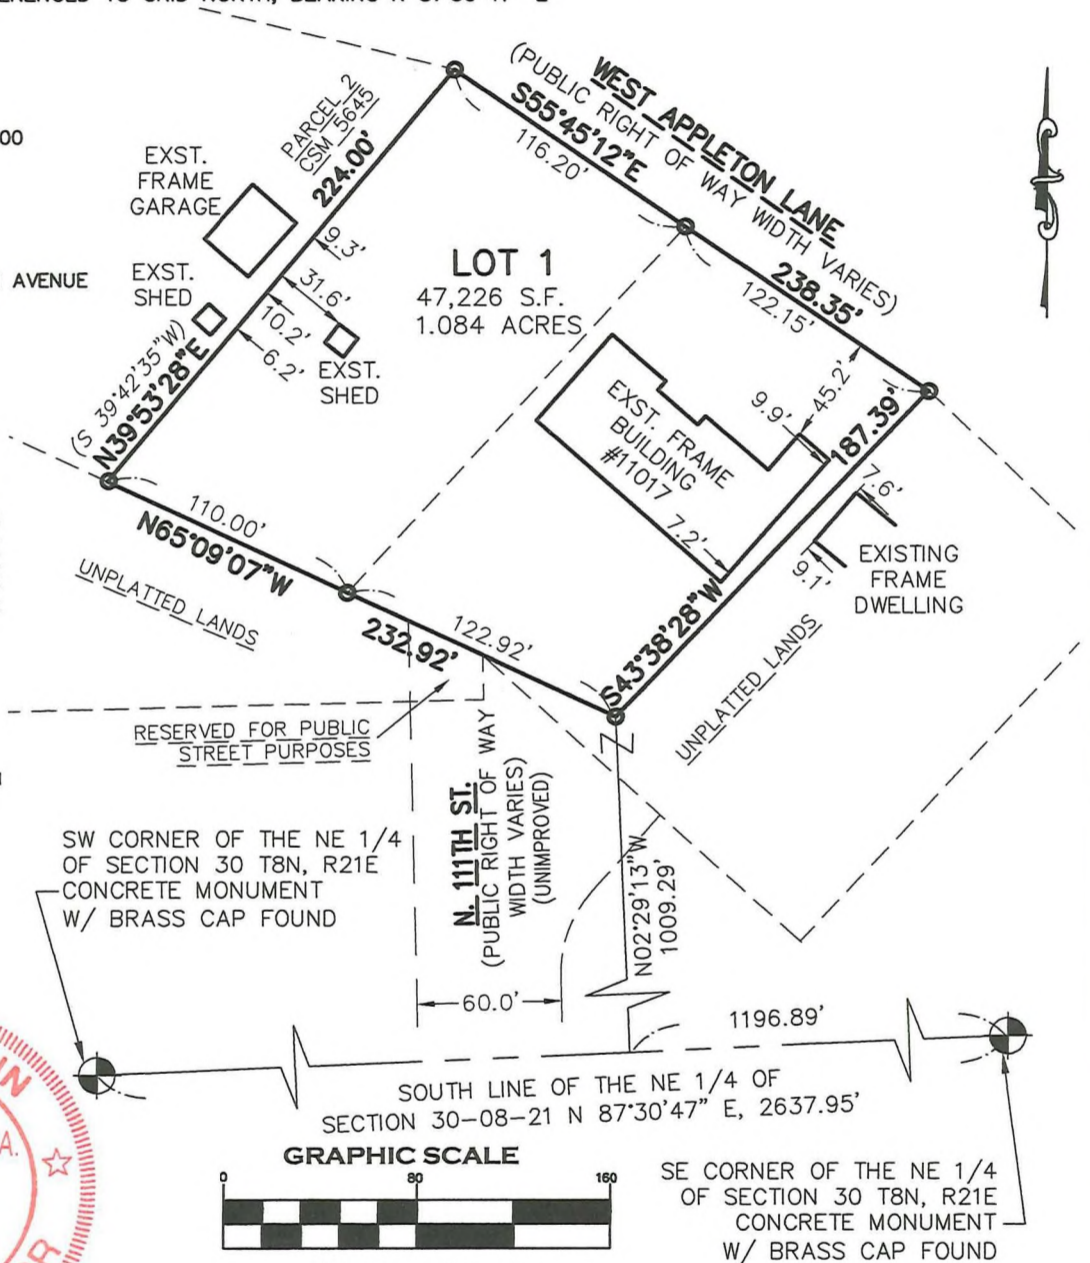 WEST APPLETON LANE
(PUBLIC RIGHT OF WAY WIDTH VARIES)
S55°45'12"E
116.20'
238.35'
122.15'
00
PARCEL 2
CSM 5645
224.00'
EXST.
FRAME
GARAGE
AVENUE
EXST.
SHED
9.3'
31.6'
10.2'
6.2'
EXST.
SHED
LOT 1
47,226 S.F.
1.084 ACRES
(S 39°42'35"W)
N39°53'28"E
EXST. FRAME
BUILDING
#11017
9.9'
45.2'
187.39'
7.2'
7.6'
9.1'
EXISTING
FRAME
DWELLING
S43°38'28"W
UNPLATTED LANDS
110.00'
N65°09'07"W
UNPLATTED LANDS
122.92'
232.92'
RESERVED FOR PUBLIC
STREET PURPOSES
N. 111TH ST.
(PUBLIC RIGHT OF WAY
WIDTH VARIES)
(UNIMPROVED)
N02°29'13"W
1009.29'
60.0'
SW CORNER OF THE NE 1/4
OF SECTION 30 T8N, R21E
CONCRETE MONUMENT
W/ BRASS CAP FOUND
1196.89'
SOUTH LINE OF THE NE 1/4 OF
SECTION 30-08-21 N 87°30'47" E, 2637.95'
GRAPHIC SCALE
0 80 160
SE CORNER OF THE NE 1/4
OF SECTION 30 T8N, R21E
CONCRETE MONUMENT
W/ BRASS CAP FOUND